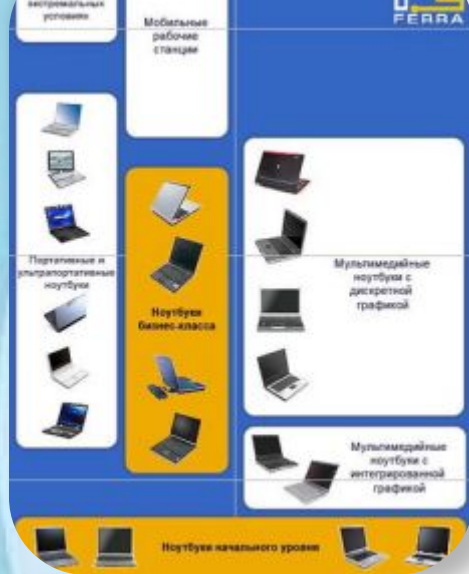 экстремальных
условиях
Мобильные
рабочие
станции
FERRA
Портативные и
ультрапортативные
ноутбуки
Ноутбуки
бизнес-класса
Мультимедийные
ноутбуки с
дискретной
графикой
Мультимедийные
ноутбуки с
интегрированной
графикой
Ноутбуки начального уровня